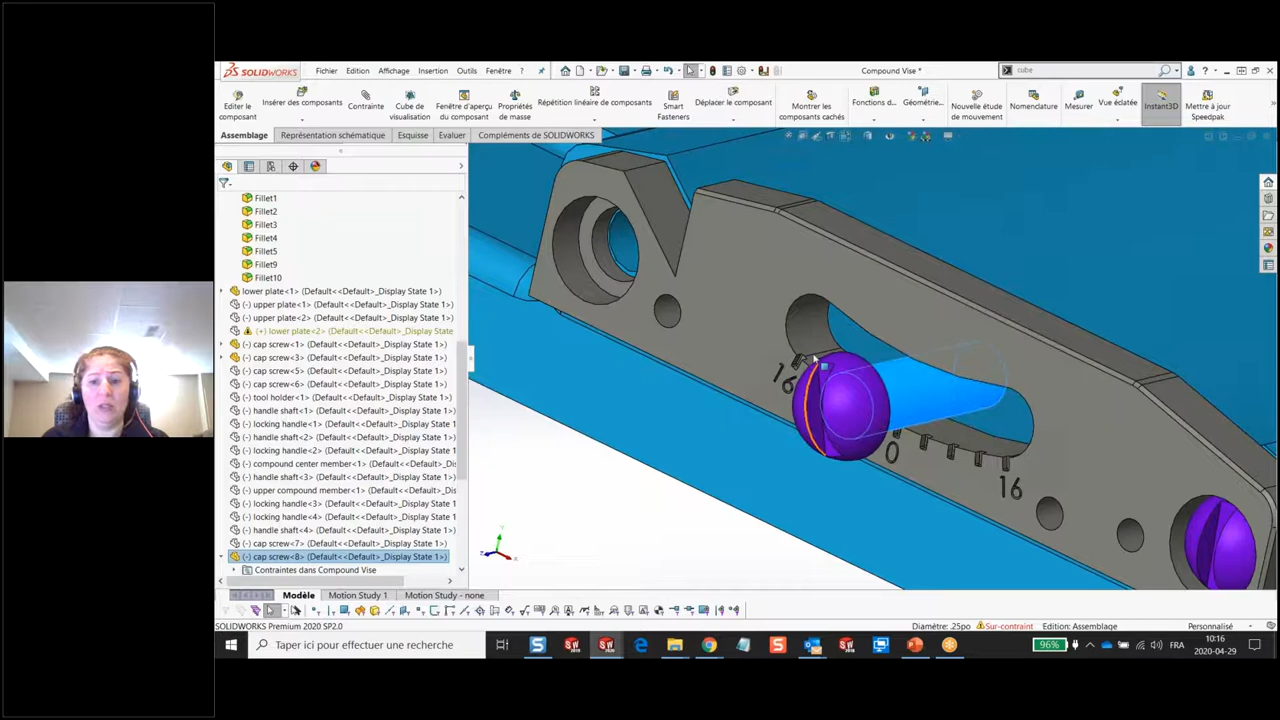 SOLIDWORKS Fichier Edition Affichage Insertion Outils Fenêtre ? Compound Vise * cube
Editer le composant
Insérer des composants
Contrainte
Cube de visualisation
Fenêtre d'aperçu du composant
Propriétés de masse
Répétition linéaire de composants
Smart Fasteners
Déplacer le composant
Montrer les composants cachés
Fonctions d...
Géométrie...
Nouvelle étude de mouvement
Nomenclature
Mesurer
Vue éclatée
Instant3D
Mettre à jour Speedpak
Assemblage Représentation schématique Esquisse Evaluer Compléments de SOLIDWORKS
Fillet1
Fillet2
Fillet3
Fillet4
Fillet5
Fillet9
Fillet10
lower plate<1> (Default<<Default>_Display State 1>)
(-) upper plate<1> (Default<<Default>_Display State 1>)
(-) upper plate<2> (Default<<Default>_Display State 1>)
(+) lower plate<2> (Default<<Default>_Display State
(-) cap screw<1> (Default<<Default>_Display State 1>)
(-) cap screw<3> (Default<<Default>_Display State 1>)
(-) cap screw<5> (Default<<Default>_Display State 1>)
(-) cap screw<6> (Default<<Default>_Display State 1>)
(-) tool holder<1> (Default<<Default>_Display State 1>)
(-) handle shaft<1> (Default<<Default>_Display State 1>)
(-) locking handle<1> (Default<<Default>_Display State 1
(-) handle shaft<2> (Default<<Default>_Display State 1>)
(-) locking handle<2> (Default<<Default>_Display State 1
(-) compound center member<1> (Default<<Default>_D
(-) handle shaft<3> (Default<<Default>_Display State 1>)
(-) upper compound member<1> (Default<<Default>_Dis
(-) locking handle<3> (Default<<Default>_Display State 1
(-) locking handle<4> (Default<<Default>_Display State 1
(-) handle shaft<4> (Default<<Default>_Display State 1>)
(-) cap screw<7> (Default<<Default>_Display State 1>)
(-) cap screw<8> (Default<<Default>_Display State 1>)
Contraintes dans Compound Vise
16
0
16
Modèle Motion Study 1 Motion Study - none
SOLIDWORKS Premium 2020 SP2.0 Diamètre: .25po Sur-contraint Edition: Assemblage Personnalisé
Taper ici pour effectuer une recherche 96% FRA 10:16
2020-04-29